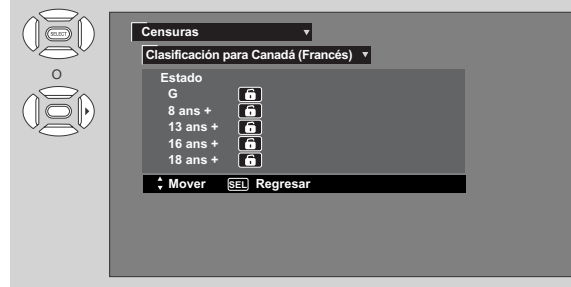 SELECT
O
Censuras
Clasificación para Canadá (Francés)
Estado
G
8 ans +
13 ans +
16 ans +
18 ans +
Mover SEL Regresar